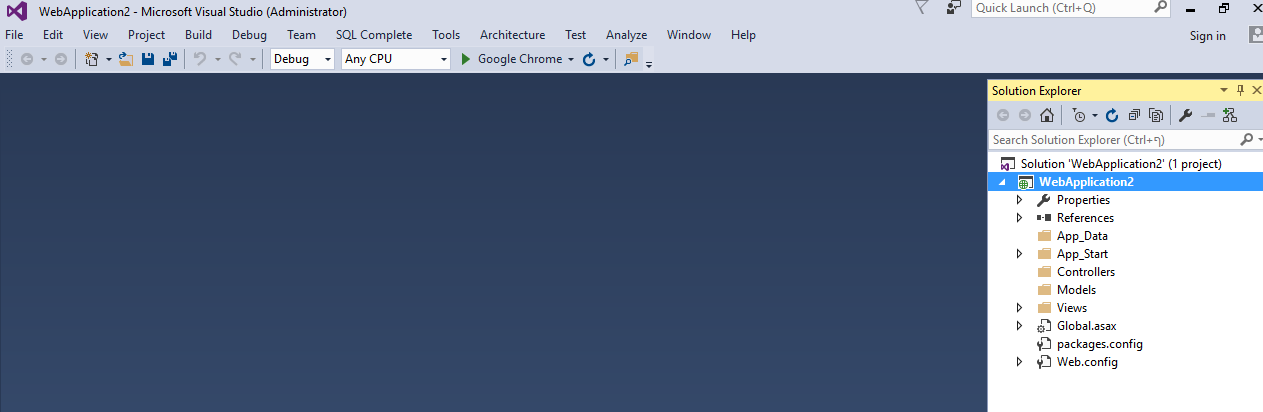 WebApplication2 - Microsoft Visual Studio (Administrator)
Quick Launch (Ctrl+Q)
File Edit View Project Build Debug Team SQL Complete Tools Architecture Test Analyze Window Help
Sign in
Debug Any CPU Google Chrome
Solution Explorer
Search Solution Explorer (Ctrl+ף)
Solution 'WebApplication2' (1 project)
WebApplication2
Properties
References
App_Data
App_Start
Controllers
Models
Views
Global.asax
packages.config
Web.config